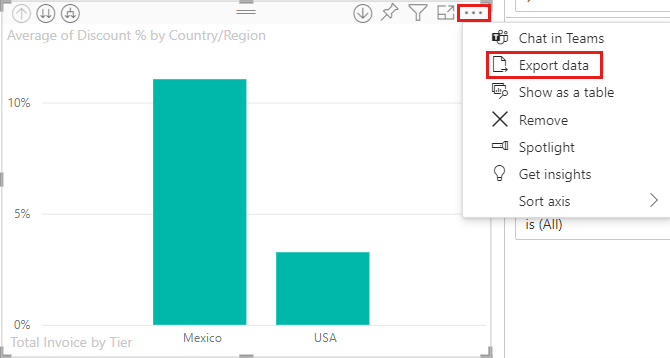 Average of Discount % by Country/Region
10%
5%
0%
Mexico USA
Total Invoice by Tier
Chat in Teams
Export data
Show as a table
Remove
Spotlight
Get insights
Sort axis
is (All)